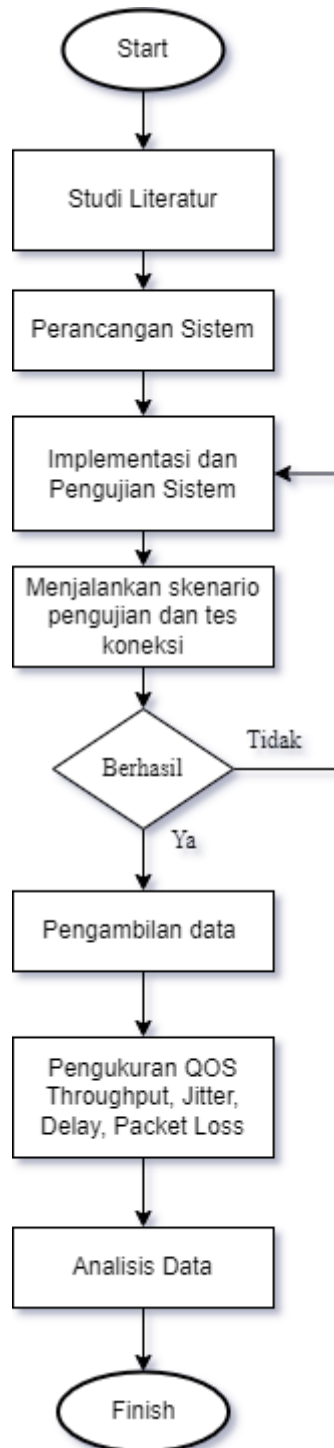 Start
Studi Literatur
Perancangan Sistem
Implementasi dan
Pengujian Sistem
Menjalankan skenario
pengujian dan tes
koneksi
Berhasil
Tidak
Ya
Pengambilan data
Pengukuran QOS
Throughput, Jitter,
Delay, Packet Loss
Analisis Data
Finish